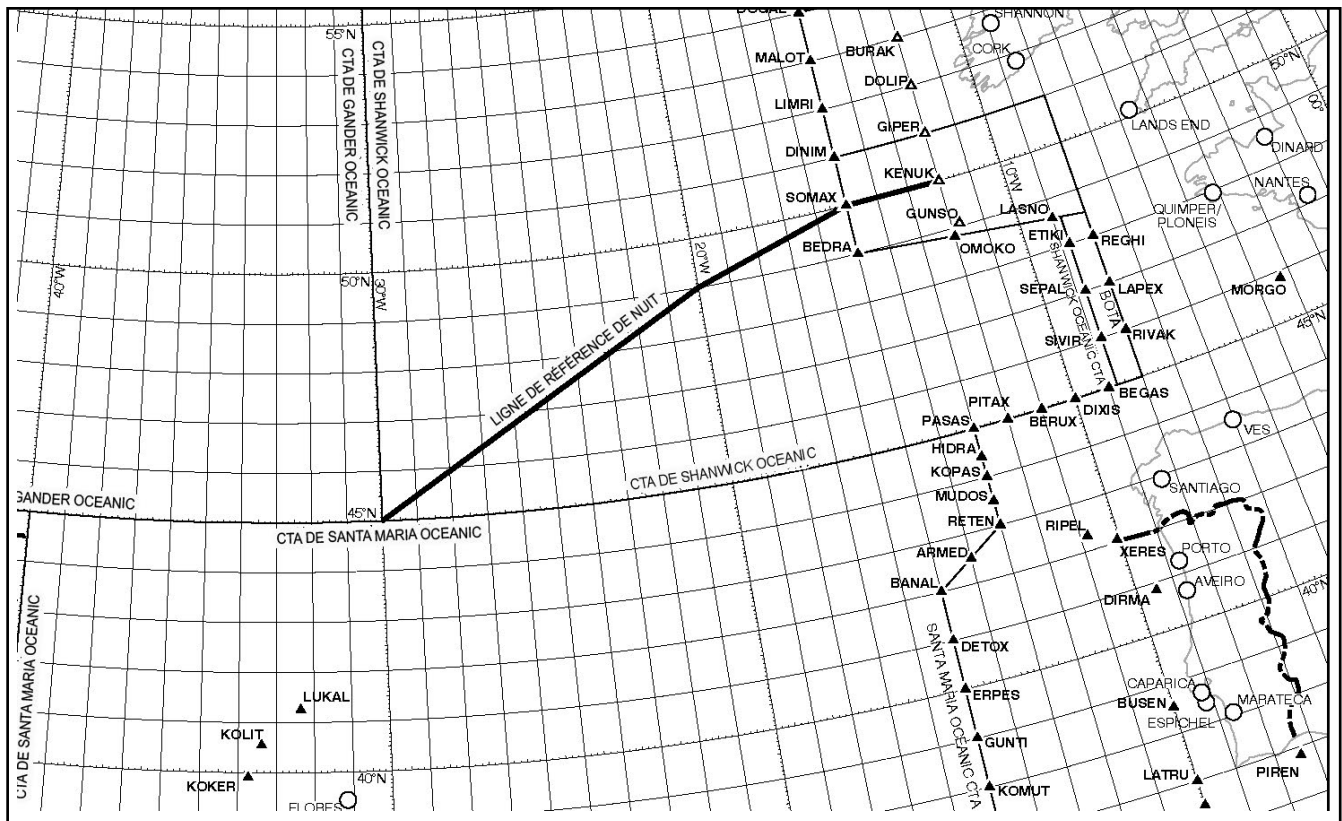 DOGAL
SHANNON
55°N
CTA DE GANDER OCEANIC
CTA DE SHANWICK OCEANIC
MALOT
BURAK
CORK
50°N
DOLIP
LIMRI
00°
GIPER
LANDS END
DINARD
DINIM
KENUK
10°W
NANTES
SOMAX
GUNSO
LASNO
QUIMPER/
PLONEIS
BEDRA
OMOKO
ETIKI
REGHI
40°W
50°N
30°W
20°W
SHANWICK OCEANIC CTA
SEPAL
LAPEX
MORGO
BOTA
LIGNE DE RÉFÉRENCE DE NUIT
SIVIR
RIVAK
45°N
BEGAS
PITAX
DIXIS
PASAS
BERUX
VES
HIDRA
CTA DE SHANWICK OCEANIC
KOPAS
SANTIAGO
GANDER OCEANIC
45°N
MUDOS
CTA DE SANTA MARIA OCEANIC
RETEN
RIPEL
XERES
PORTO
ARMED
BANAL
AVEIRO
DIRMA
40°N
CTA DE SANTA MARIA OCEANIC
SANTA MARIA OCEANIC CTA
DETOX
LUKAL
ERPES
CAPARICA
BUSEN
MARATECA
ESPICHEL
KOLIT
GUNTI
KOKER
40°N
FLORES
KOMUT
LATRU
PIREN